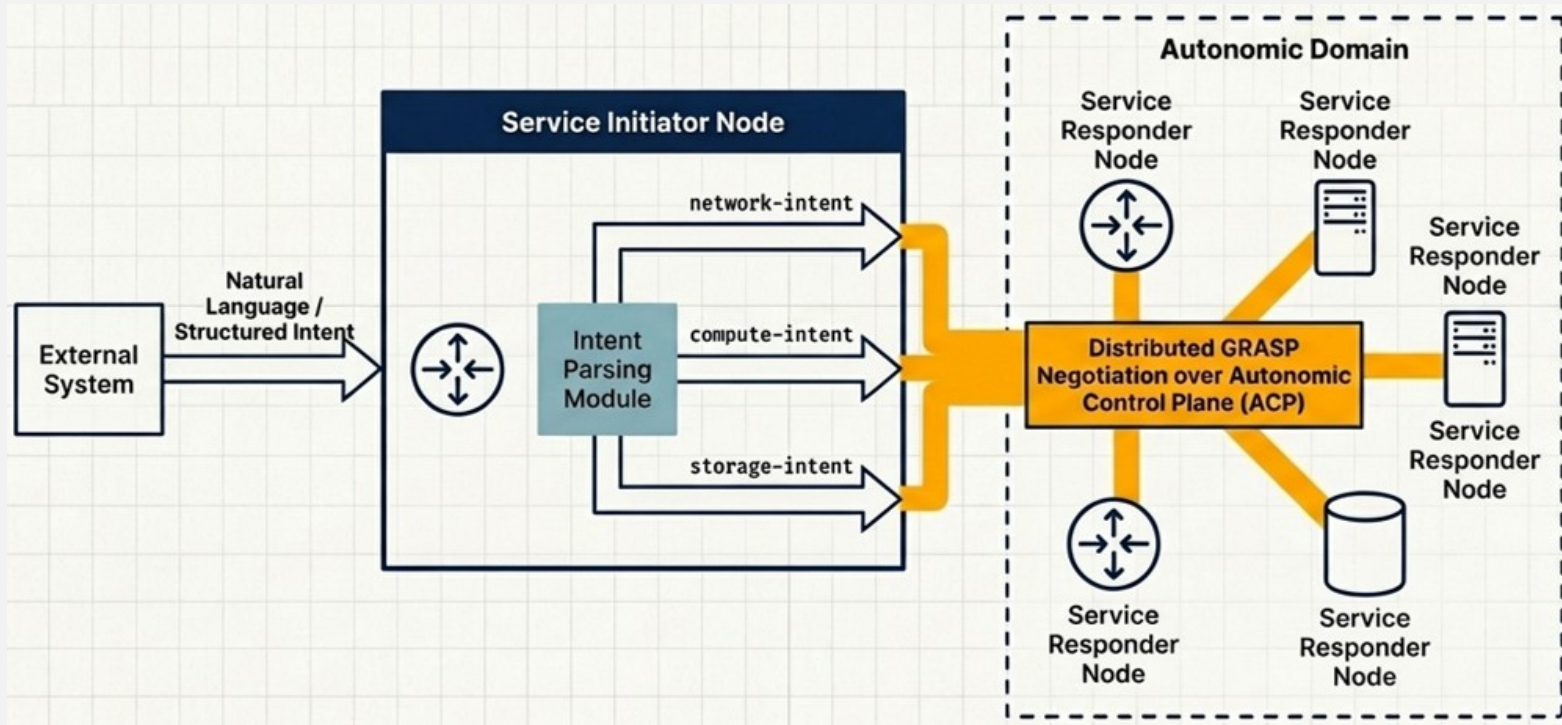 Autonomic Domain
Service Initiator Node
Natural
Language /
Structured Intent
External
System
Intent
Parsing
Module
network-intent
compute-intent
storage-intent
Service
Responder
Node
Service
Responder
Node
Service
Responder
Node
Distributed GRASP
Negotiation over Autonomic
Control Plane (ACP)
Service
Responder
Node
Service
Responder
Node
Service
Responder
Node